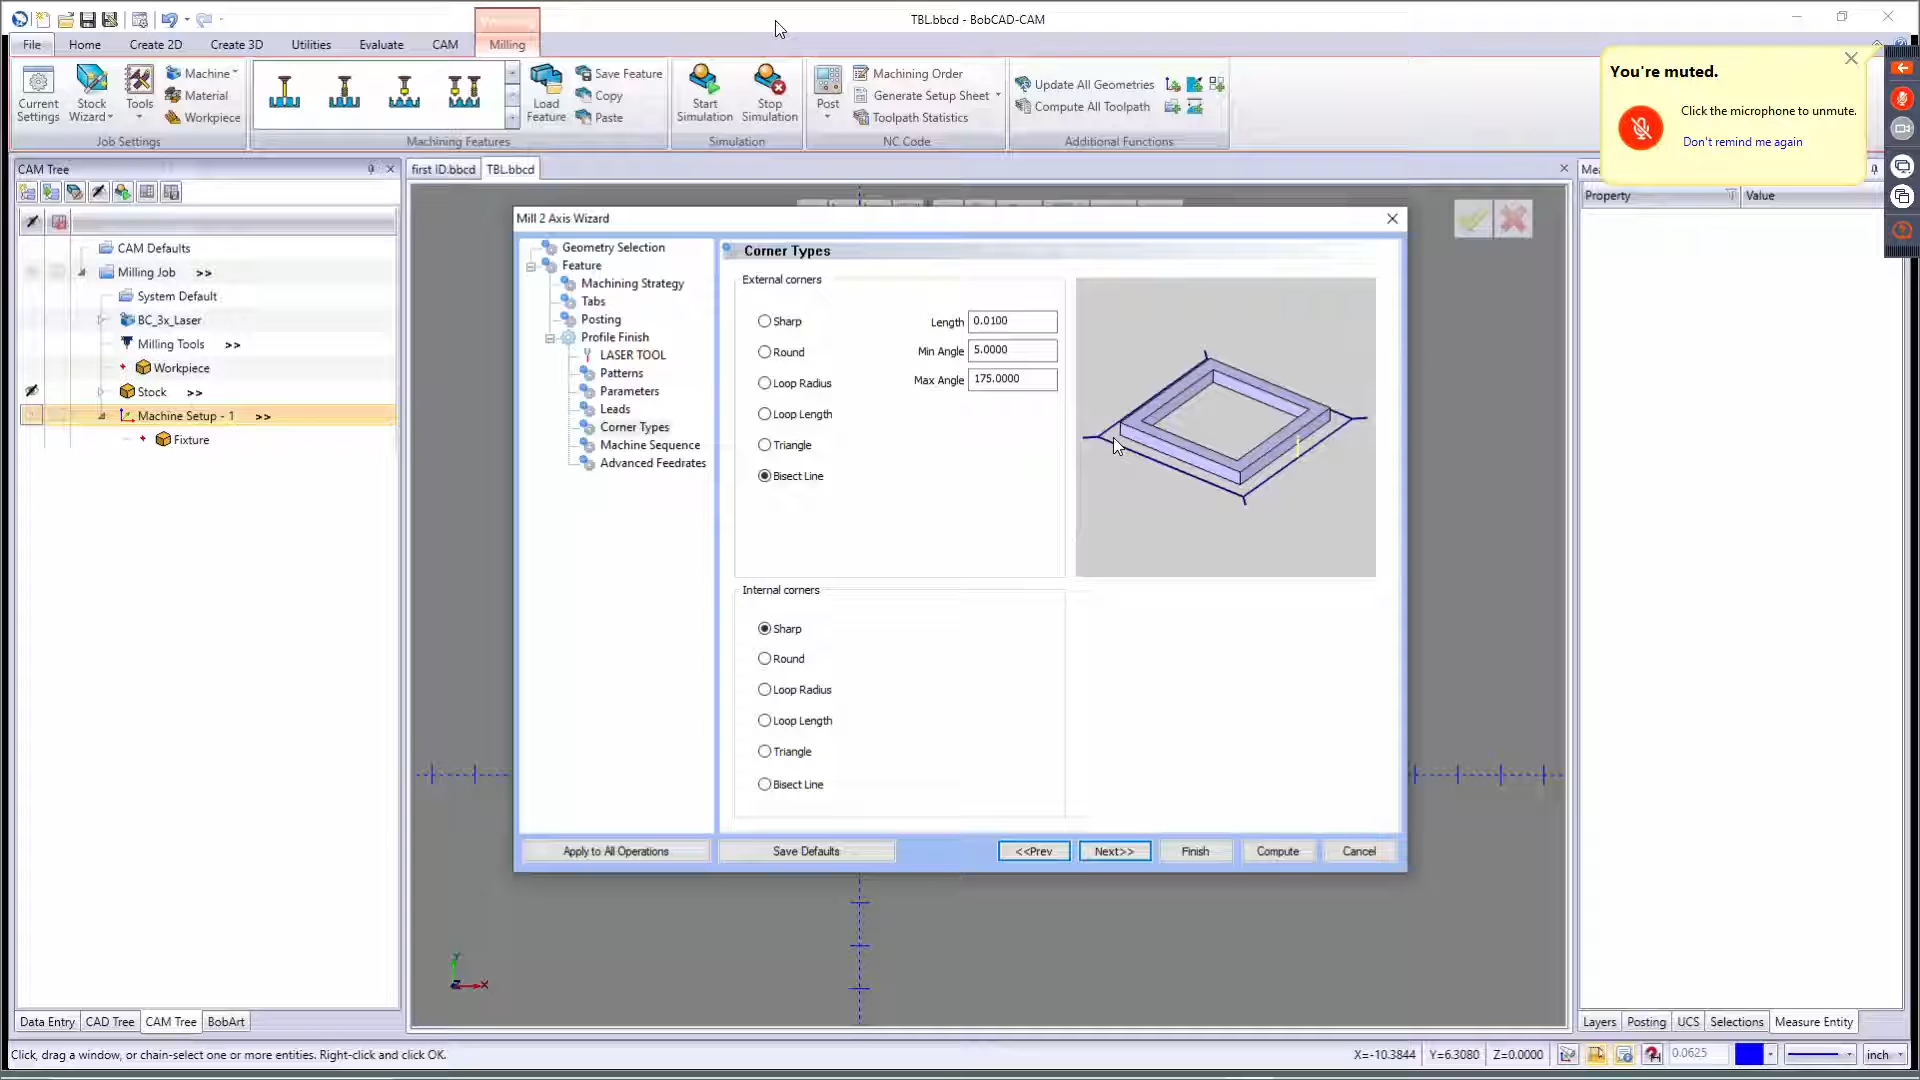 TBL.bbcd - BobCAD-CAM
File Home Create 2D Create 3D Utilities Evaluate CAM Milling
You're muted.
Click the microphone to unmute.
Don't remind me again
Current Settings
Stock Wizard
Tools
Machine
Material
Workpiece
Job Settings
Machining Features
Load Feature
Save Feature
Copy
Paste
Start Simulation
Stop Simulation
Simulation
Post
Machining Order
Generate Setup Sheet
Toolpath Statistics
NC Code
Update All Geometries
Compute All Toolpath
Additional Functions
CAM Tree
first ID.bbcd TBL.bbcd
Mea
Property Value
CAM Defaults
Milling Job >>
System Default
BC_3x_Laser
Milling Tools >>
Workpiece
Stock >>
Machine Setup - 1 >>
Fixture
Mill 2 Axis Wizard
Geometry Selection
Feature
Machining Strategy
Tabs
Posting
Profile Finish
LASER TOOL
Patterns
Parameters
Leads
Corner Types
Machine Sequence
Advanced Feedrates
Corner Types
External corners
Sharp Length 0.0100
Round Min Angle 5.0000
Loop Radius Max Angle 175.0000
Loop Length
Triangle
Bisect Line
Internal corners
Sharp
Round
Loop Radius
Loop Length
Triangle
Bisect Line
Apply to All Operations Save Defaults <<Prev Next>> Finish Compute Cancel
Y
X
Data Entry CAD Tree CAM Tree BobArt
Layers Posting UCS Selections Measure Entity
Click, drag a window, or chain-select one or more entities. Right-click and click OK.
X=-10.3844 Y=6.3080 Z=0.0000 0.0625 inch